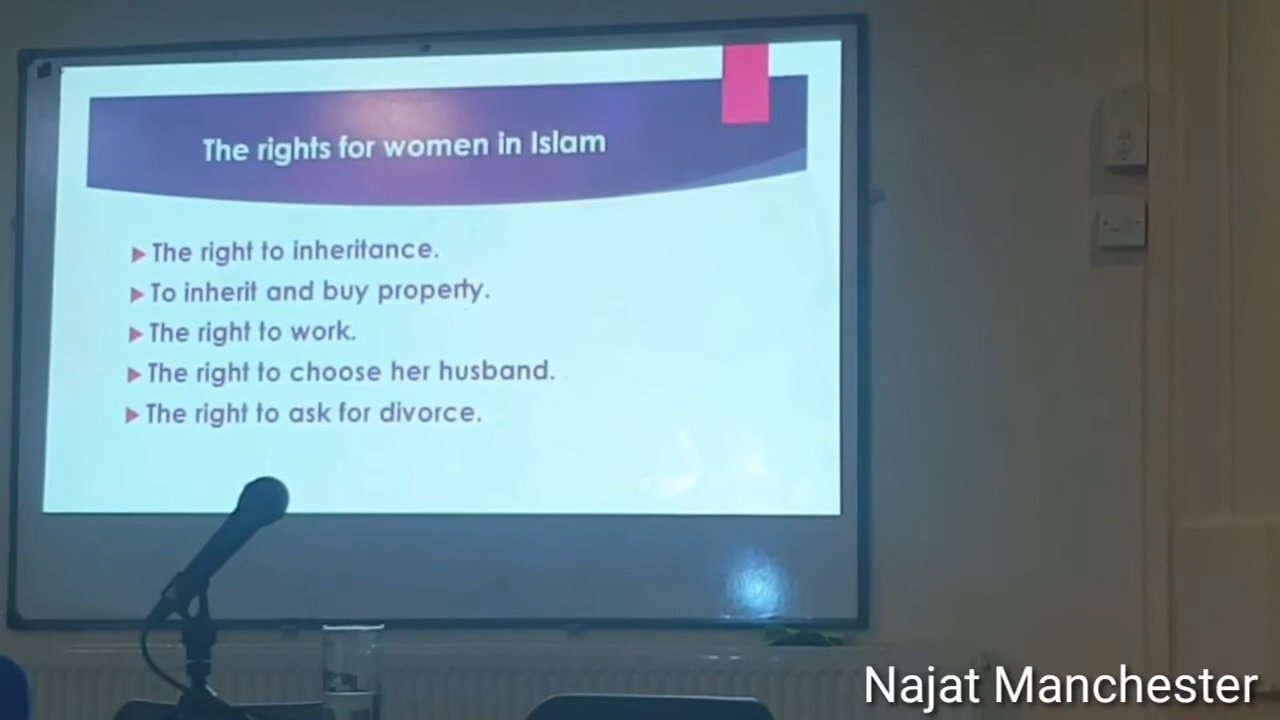 The rights for women in Islam
The right to inheritance.
To inherit and buy property.
The right to work.
The right to choose her husband.
The right to ask for divorce.
Najat Manchester